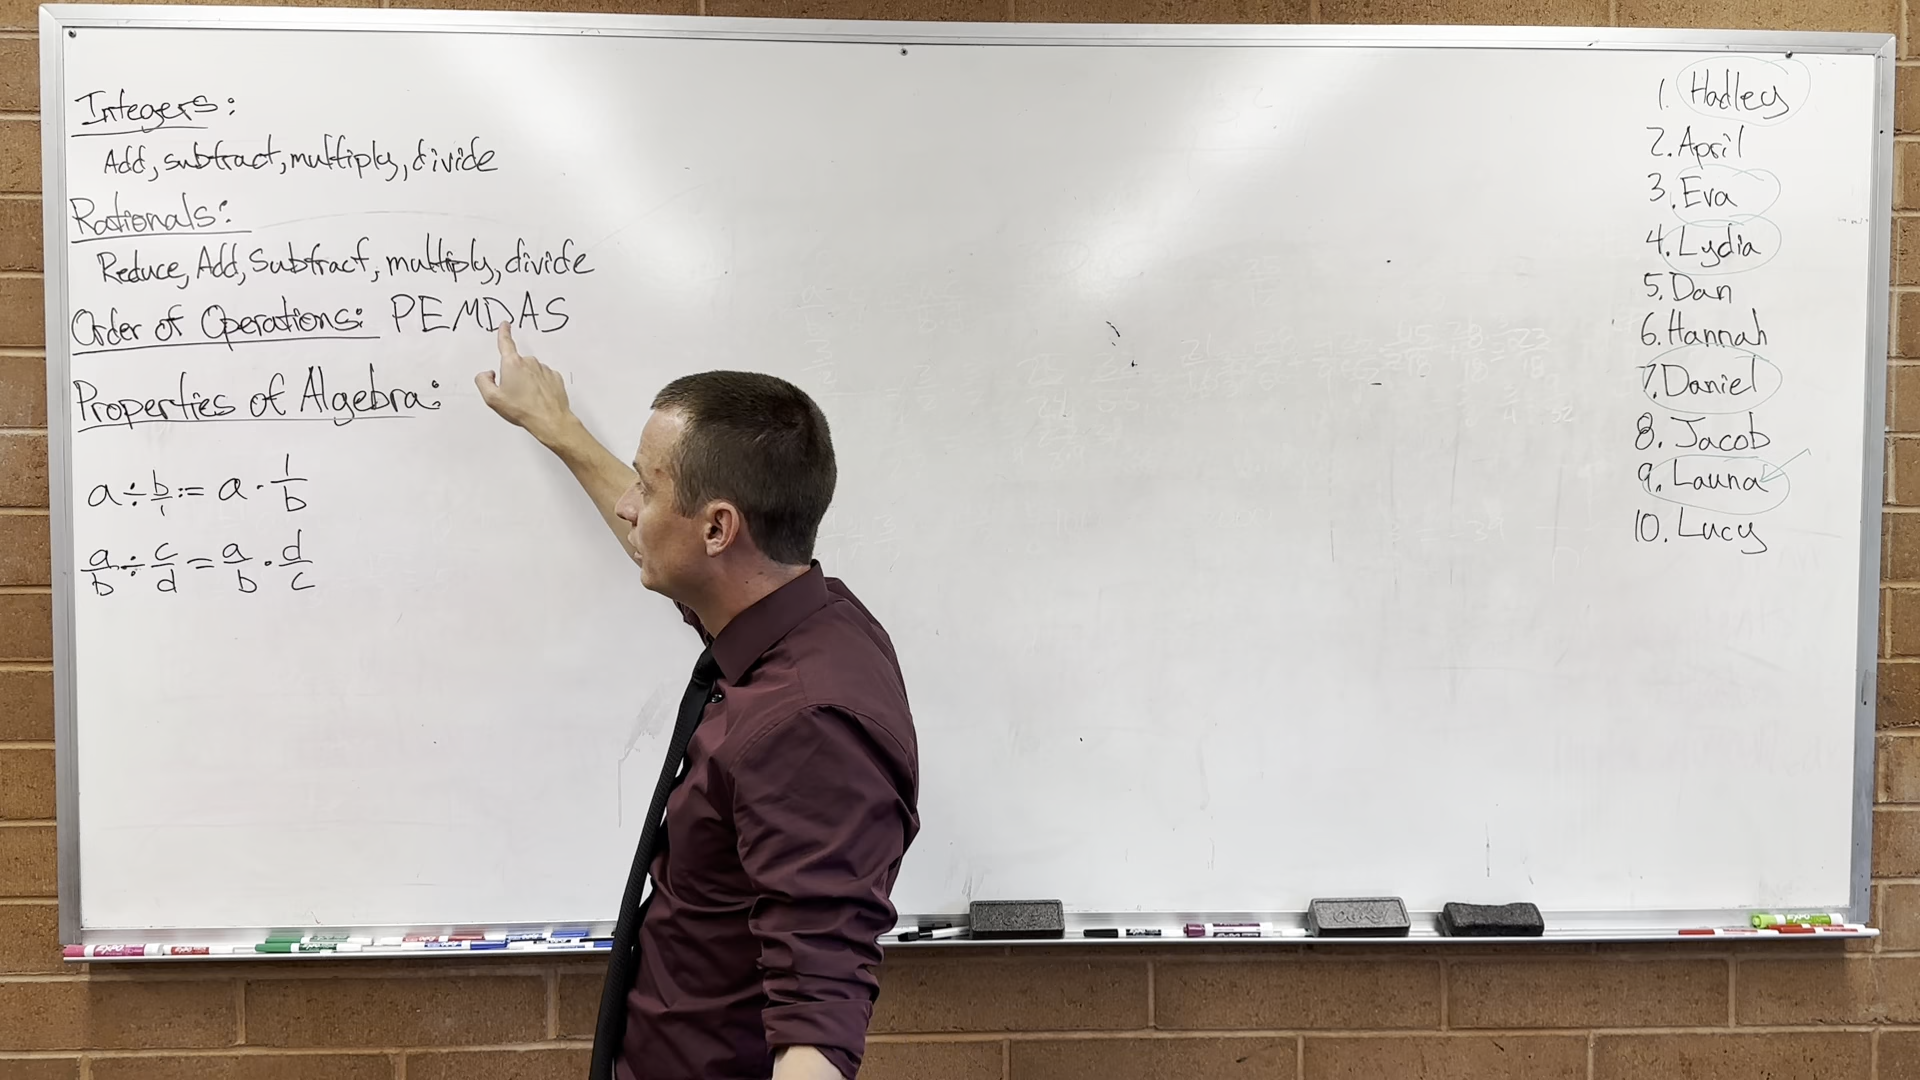 Integers:
Add, subtract, multiply, divide
Rationals:
Reduce, Add, Subtract, multiply, divide
Order of Operations: PEMDAS
Properties of Algebra:
a ÷ b/1 = a · 1/b
a/b ÷ c/d = a/b · d/c
1. Hadley
2. April
3. Eva
4. Lydia
5. Dan
6. Hannah
7. Daniel
8. Jacob
9. Launa
10. Lucy
EXPO